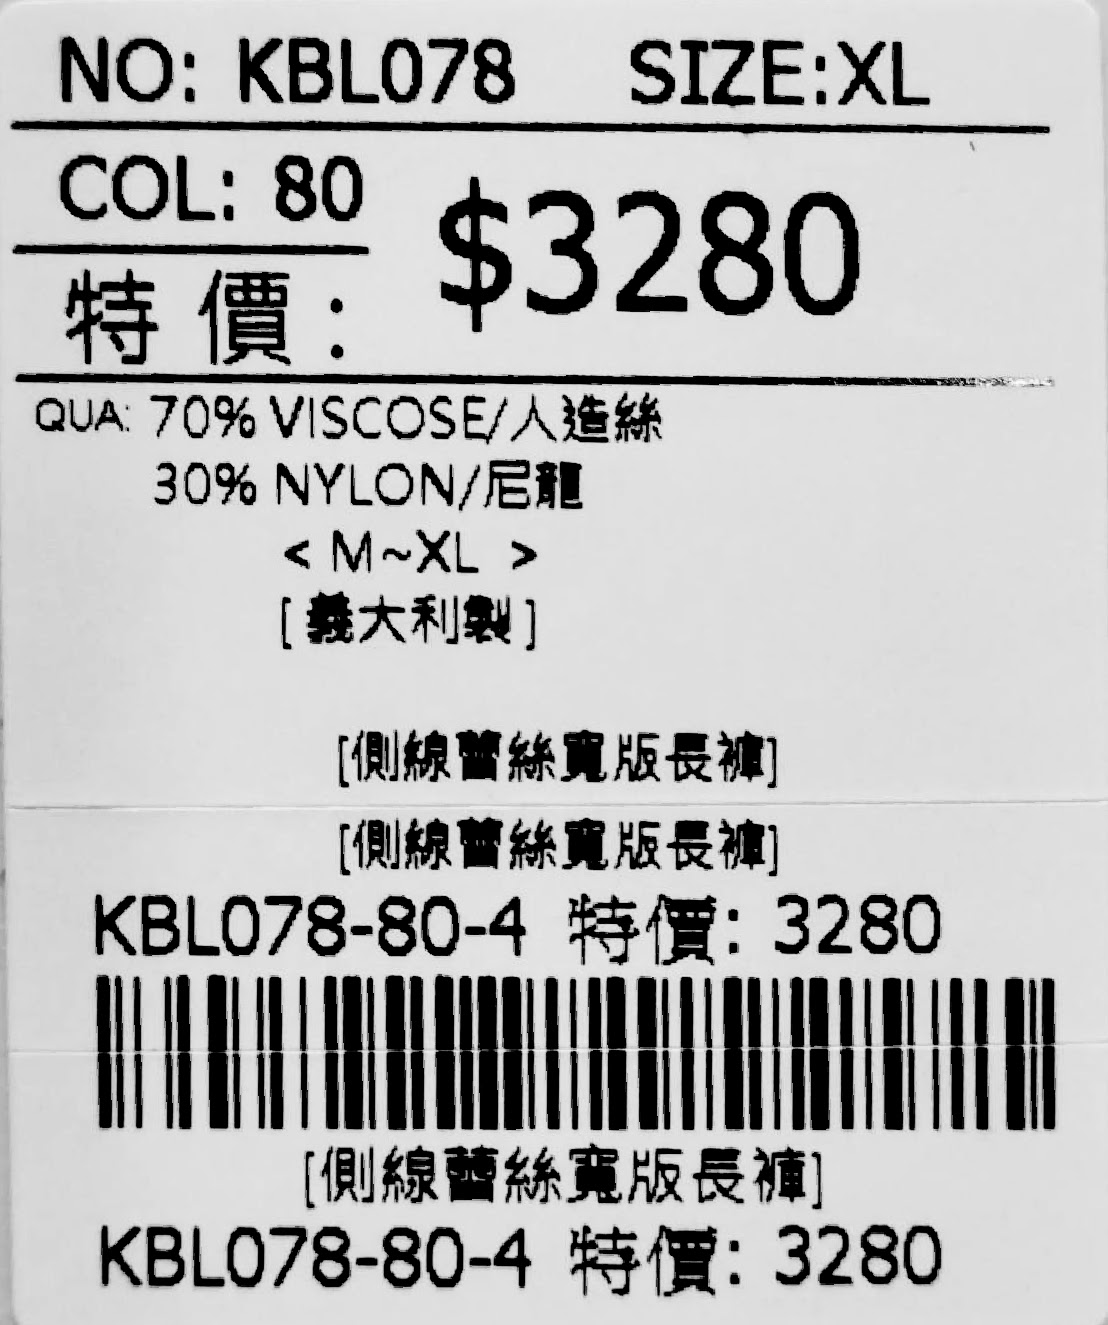 NO: KBL078 SIZE:XL
COL: 80
$3280
特價:
QUA: 70% VISCOSE/人造絲
30% NYLON/尼龍
< M~XL >
[義大利製]
[側線蕾絲寬版長褲]
[側線蕾絲寬版長褲]
KBL078-80-4 特價: 3280
[側線蕾絲寬版長褲]
KBL078-80-4 特價: 3280